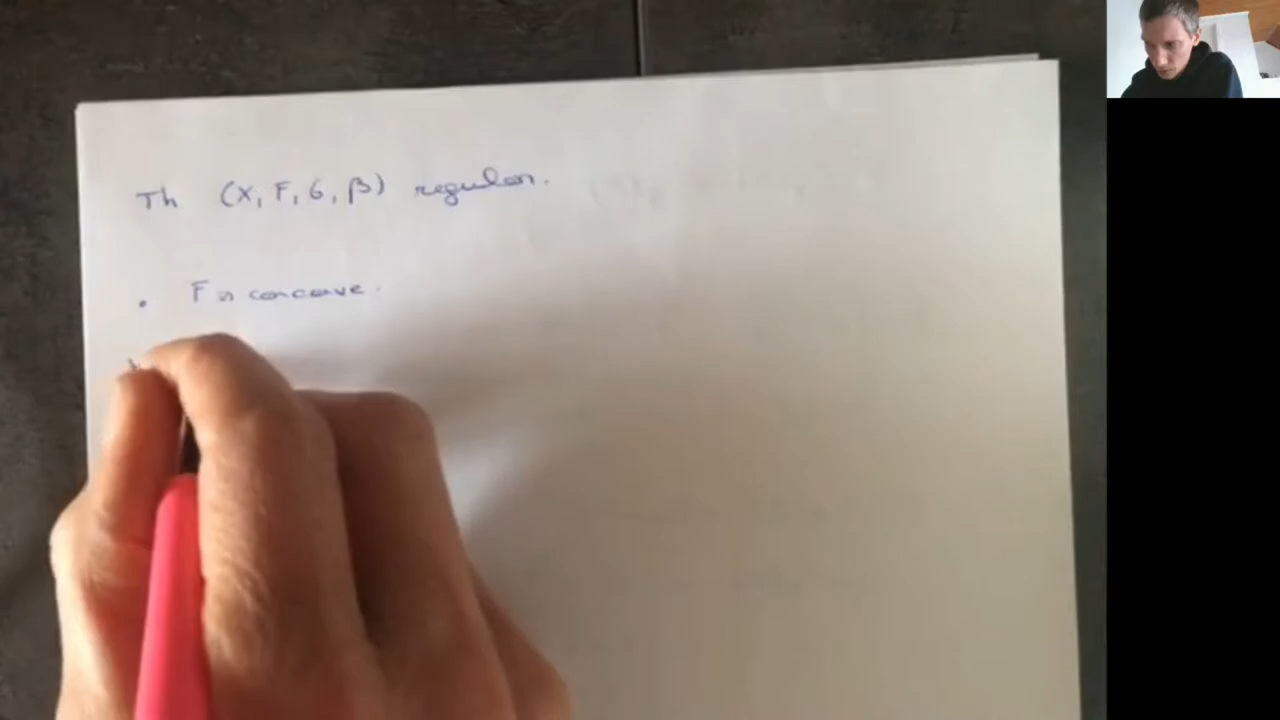 Th (X, F, G, β) regular.
• F is concave.